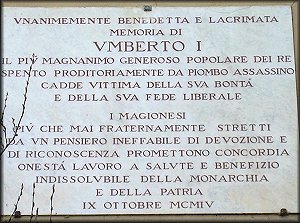 VNANIMEMENTE BENEDETTA E LACRIMATA
MEMORIA DI
VMBERTO I
IL PIV MAGNANIMO GENEROSO POPOLARE DEI RE
SPENTO PRODITORIAMENTE DA PIOMBO ASSASSINO
CADDE VITTIMA DELLA SVA BONTÁ
E DELLA SVA FEDE LIBERALE
I MAGIONESI
PIV CHE MAI FRATERNAMENTE STRETTI
DA VN PENSIERO INEFFABILE DI DEVOZIONE E
DI RICONOSCENZA PROMETTONO CONCORDIA
ONESTÁ LAVORO A SALVTE E BENEFIZIO
INDISSOLVBILE DELLA MONARCHIA
E DELLA PATRIA
IX OTTOBRE MCMIV